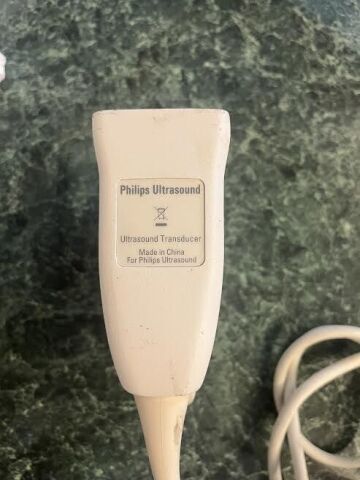 Philips Ultrasound
Ultrasound Transducer
Made in China
For Philips Ultrasound